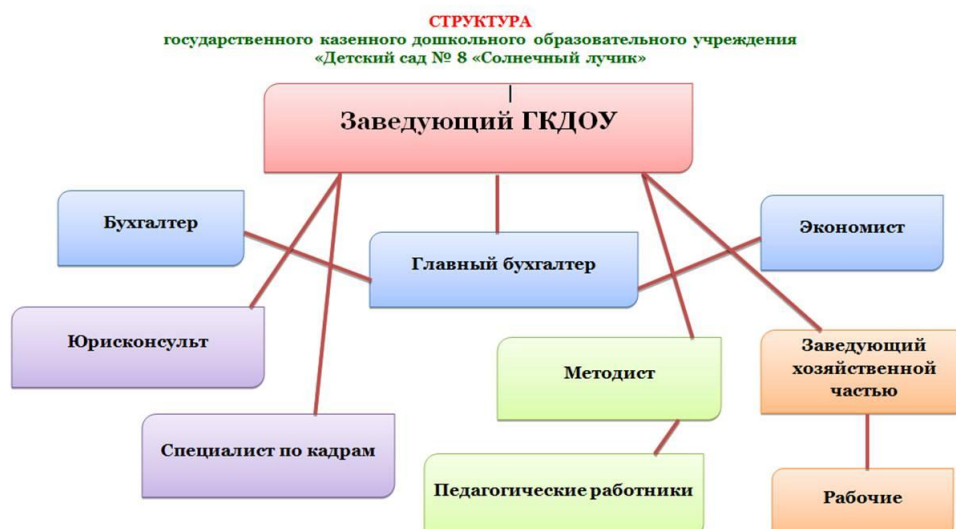 СТРУКТУРА
государственного казенного дошкольного образовательного учреждения
«Детский сад № 8 «Солнечный лучик»
Заведующий ГКДОУ
Бухгалтер
Главный бухгалтер
Экономист
Юрисконсульт
Методист
Заведующий
хозяйственной
частью
Специалист по кадрам
Педагогические работники
Рабочие